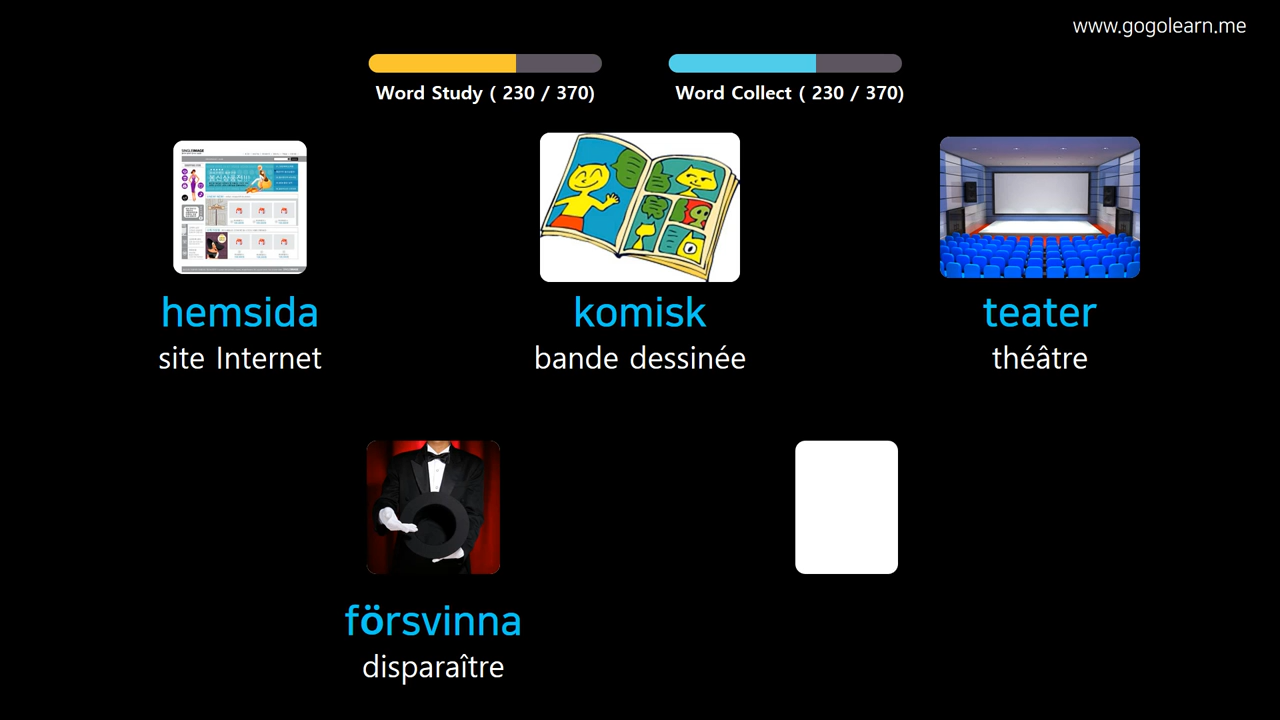 www.gogolearn.me
Word Study ( 230 / 370)
Word Collect ( 230 / 370)
hemsida
komisk
teater
site Internet
bande dessinée
théâtre
försvinna
disparaître